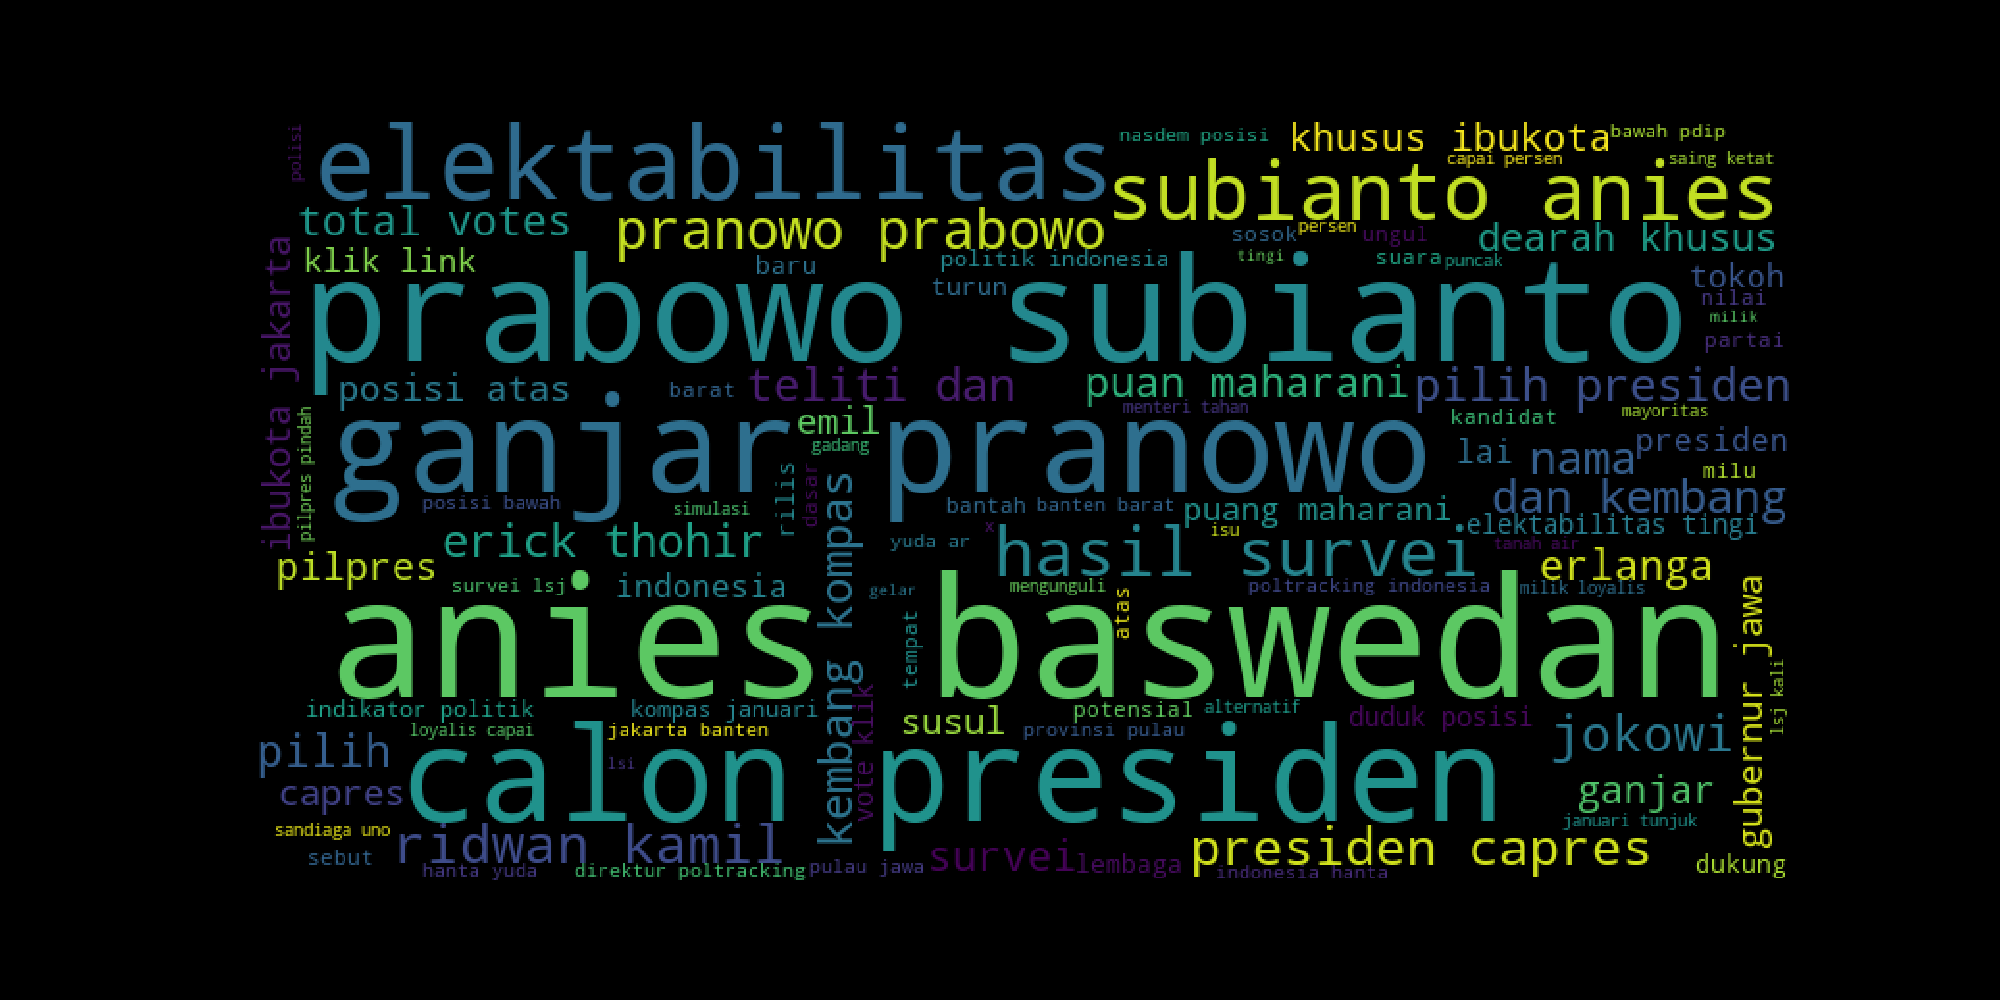 polisi
elektabilitas
nasdem posisi
khusus ibukota
bawah pdip
capai persen
saing ketat
subianto anies
total votes
pranowo prabowo
sosok
persen
ungul
dearah khusus
klik link
baru
politik indonesia
tingi
suara
puncak
tokoh
turun
nilai
milik
partai
prabowo subianto
ibukota jakarta
posisi atas
barat
teliti dan
puan maharani
pilih presiden
menteri tahan
kandidat
mayoritas
emil
gadang
ganjar pranowo
lai
nama
presiden
milu
pilpres pindah
posisi bawah
simulasi
rilis
dasar
kembang kompas
bantah
banten barat
puang maharani
dan kembang
x
isu
elektabilitas tingi
erick thohir
yuda ar
hasil survei
tanah air
pilpres
erlanga
survei lsj
indonesia
gelar
mengunguli
poltracking indonesia
milik loyalis
atas
tempat
anies baswedan
gubernur jawa
lsj kali
indikator politik
kompas januari
vote klik
susul
potensial
alternatif
duduk posisi
jokowi
loyalis capai
jakarta banten
provinsi pulau
pilih
lsi
calon presiden
capres
ganjar
januari tunjuk
sandiaga uno
ridwan kamil
sebut
hanta yuda
direktur poltracking
pulau jawa
survei
lembaga
presiden capres
indonesia hanta
dukung